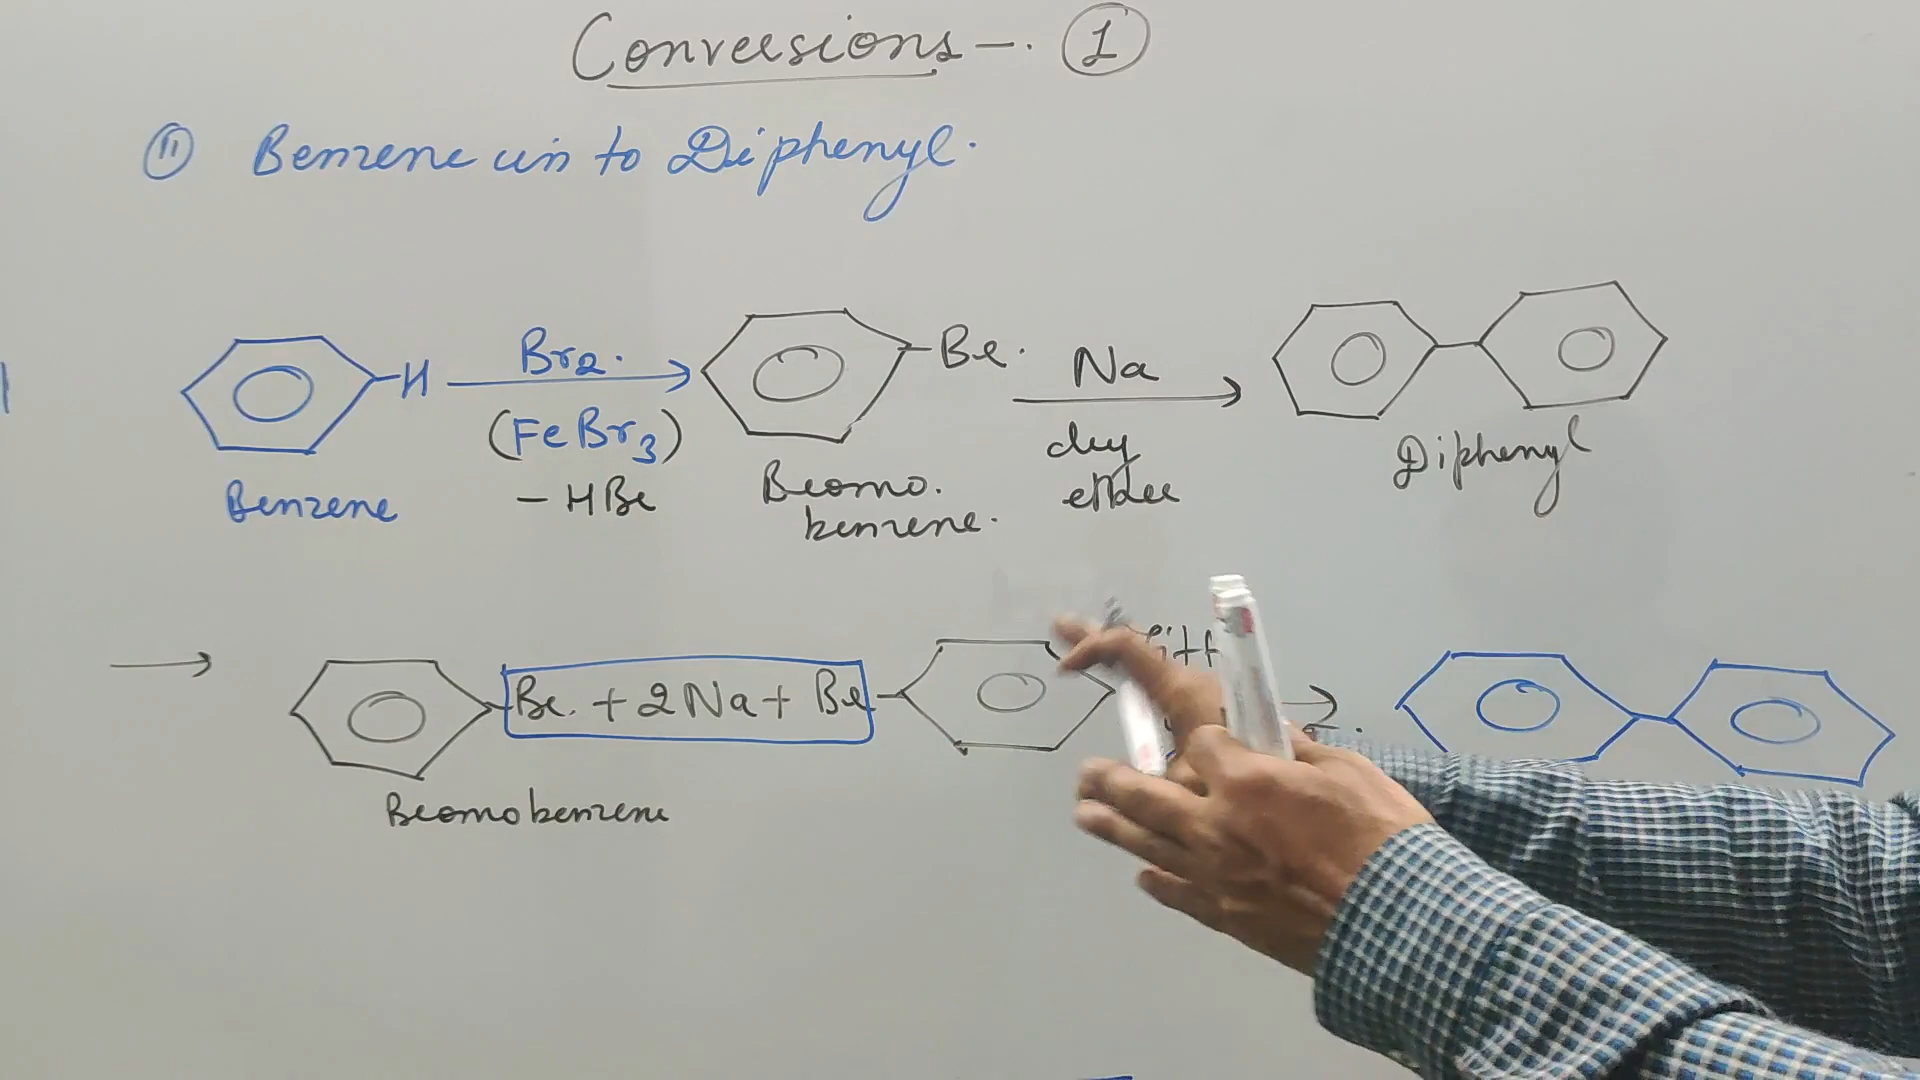 Conversions -. 1
(ii) Benzene in to Diphenyl.
H Br2. Br. Na
(FeBr3) dry
Benzene - HBr Bromo. ether Diphenyl
benzene.
Br. + 2Na + Br
Bromobenzene